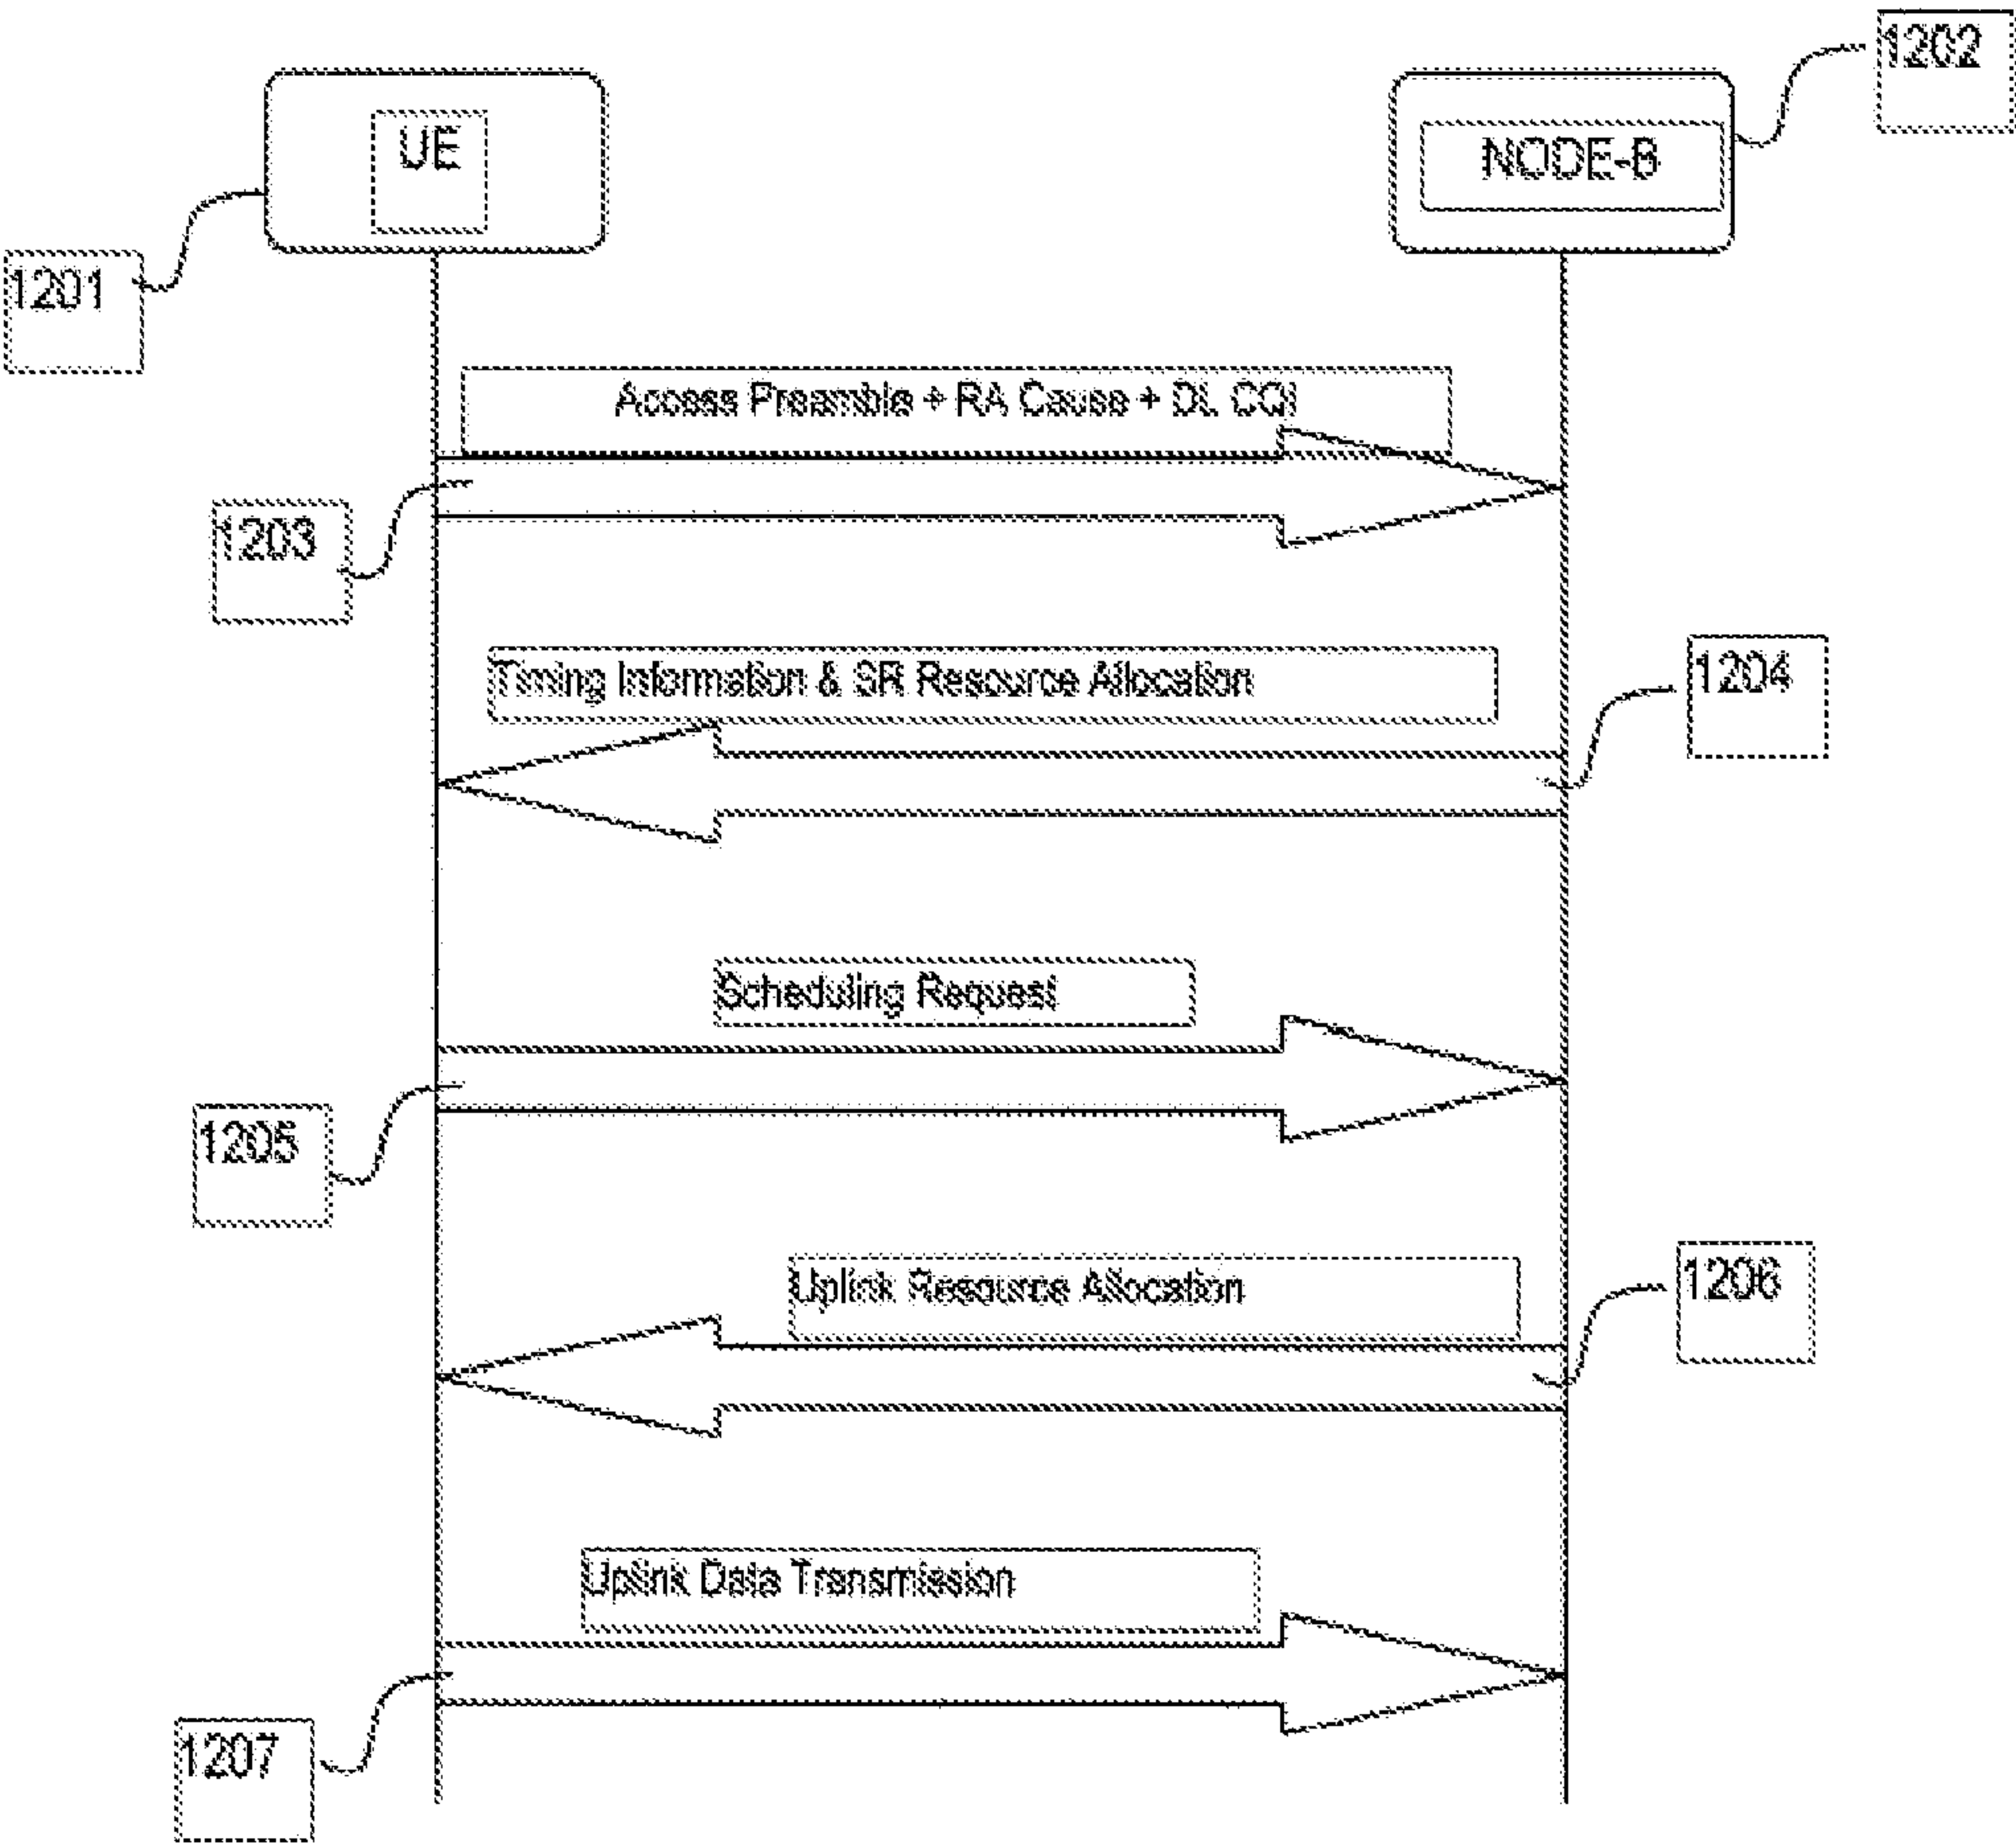 1202
UE
NODE-B
1201
Access Preamble + RA Cause + DL CQI
1203
Timing Information & SR Resource Allocation
1204
Scheduling Request
1205
Uplink Resource Allocation
1206
Uplink Data Transmission
1207